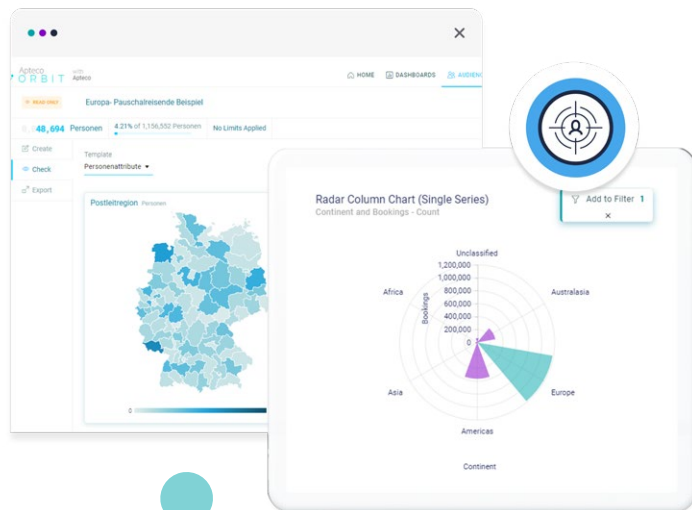 Apteco
ORBIT
with
Apteco
HOME
DASHBOARDS
READ ONLY
Europa- Pauschalreisende Beispiel
48,694 Personen
4.21% of 1,156,552 Personen
No Limits Applied
Create
Check
Export
Template
Personenattribute
Postleitregion Personen
0
Radar Column Chart (Single Series)
Continent and Bookings - Count
Add to Filter 1
Unclassified
1,200,000
1,000,000
800,000
600,000
400,000
200,000
0
Bookings
Africa
Australasia
Asia
Europe
Americas
Continent